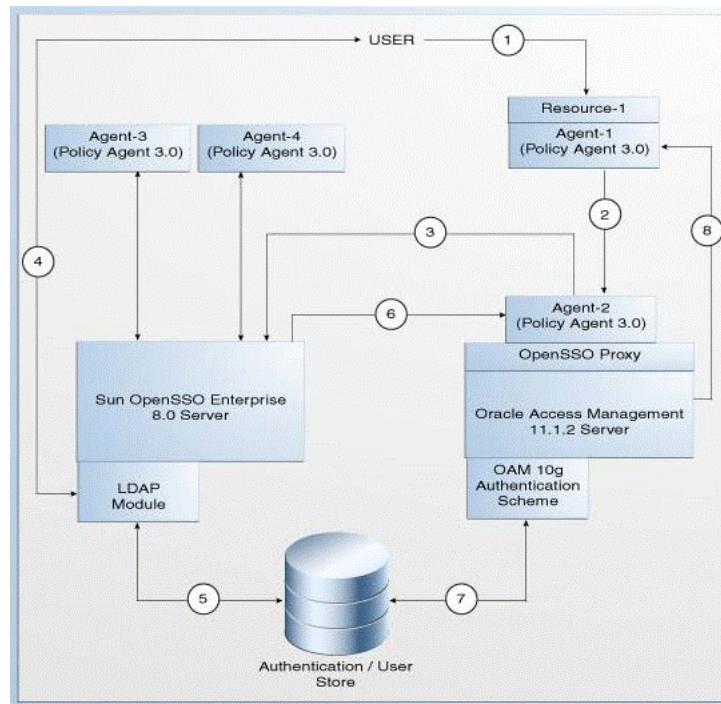 USER
1
Resource-1
Agent-1
(Policy Agent 3.0)
Agent-3
(Policy Agent 3.0)
Agent-4
(Policy Agent 3.0)
2
8
3
4
Agent-2
(Policy Agent 3.0)
6
OpenSSO Proxy
Sun OpenSSO Enterprise
8.0 Server
Oracle Access Management
11.1.2 Server
LDAP
Module
OAM 10g
Authentication
Scheme
5
7
Authentication / User
Store